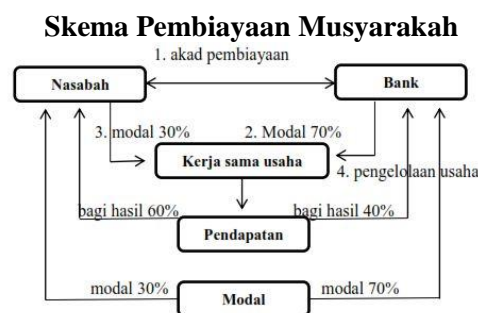 Skema Pembiayaan Musyarakah
1. akad pembiayaan
Nasabah
Bank
3. modal 30%
2. Modal 70%
Kerja sama usaha
4. pengelolaan usaha
bagi hasil 60%
bagi hasil 40%
Pendapatan
modal 30%
modal 70%
Modal